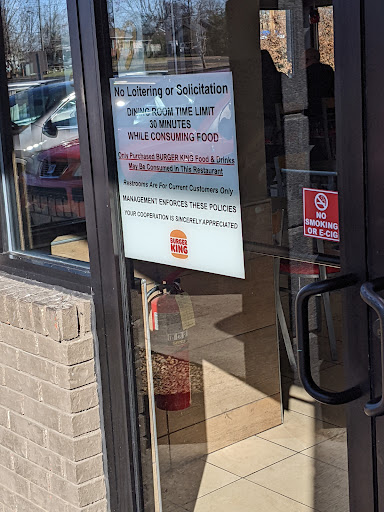 No Loitering or Solicitation
DINING ROOM TIME LIMIT
30 MINUTES
WHILE CONSUMING FOOD
Only Purchased BURGER KING Food & Drinks
May Be Consumed in This Restaurant
Restrooms Are For Current Customers Only
MANAGEMENT ENFORCES THESE POLICIES
YOUR COOPERATION IS SINCERELY APPRECIATED
BURGER
KING
NO
SMOKING
OR E-CIG